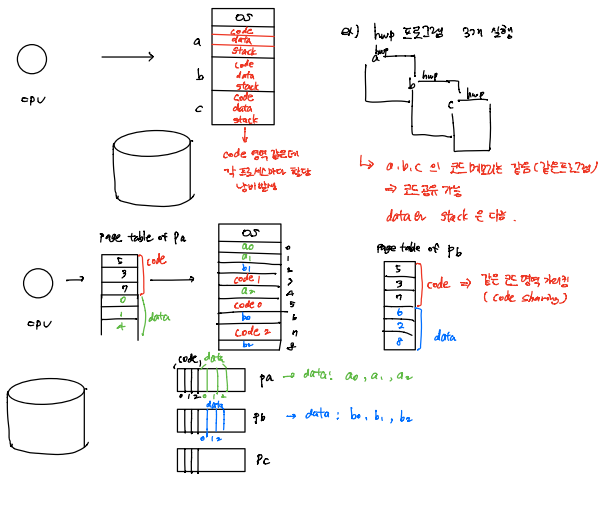 OS
code
data
stack
a
code
data
stack
b
code
data
stack
c
CPU
code 영역 같은데
각 프로세스마다 할당
낭비발생
ex) hwp 프로그램 3개 실행
hwp
a
hwp
b
hwp
c
↳ a.b.c 의 코드 메모리는 같음(같은프로그램)
⇒ 코드공유 가능
data와 stack 은 다름.
page table of Pa
5
3
7
code
0
1
4
data
CPU
OS
a0 0
a1 1
b1 2
code 1 3
a2 4
code 0 5
b0 6
code 2 7
b2 8
page table of Pb
5
3
7
code ⇒ 같은 코드 영역 가리킴
(code sharing)
6
2
8
data
code, data
Pa → data: a0, a1, a2
0 1 2 0 1 2
data
Pb → data: b0, b1, b2
0 1 2
Pc